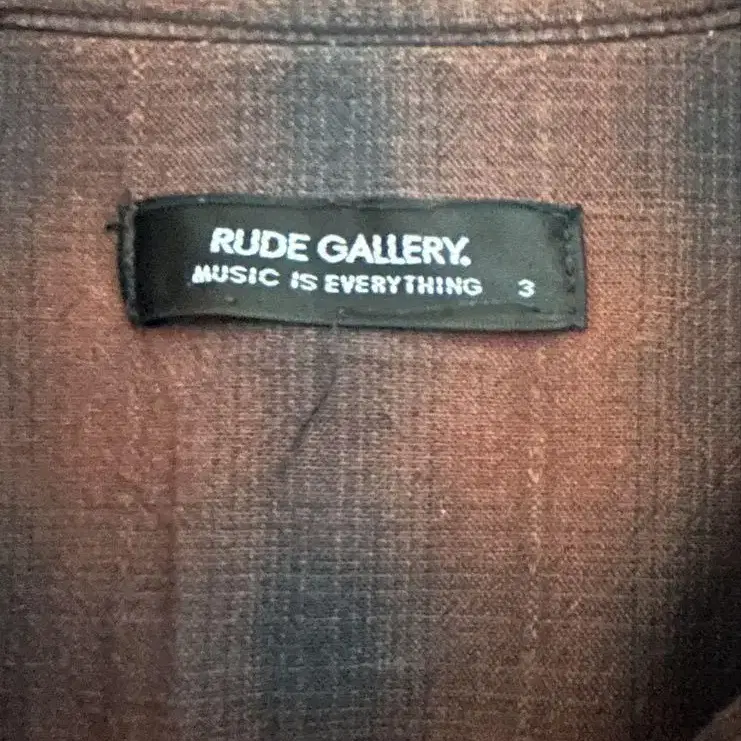 RUDE GALLERY.
MUSIC IS EVERYTHING 3